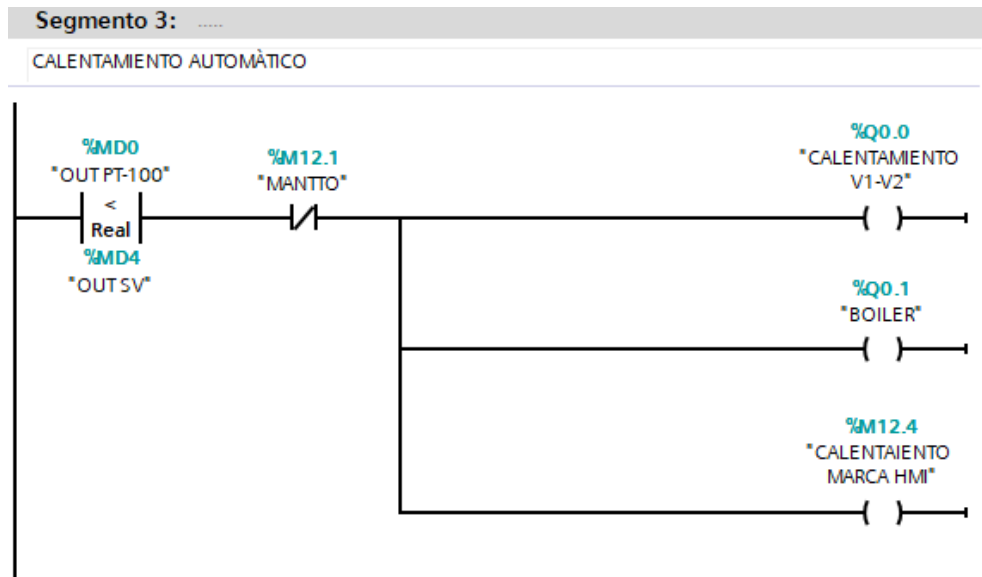 Segmento 3: .....
CALENTAMIENTO AUTOMÀTICO
%MD0
"OUT PT-100"
<
Real
%MD4
"OUT SV"
%M12.1
"MANTTO"
%Q0.0
"CALENTAMIENTO
V1-V2"
%Q0.1
"BOILER"
%M12.4
"CALENTAIENTO
MARCA HMI"